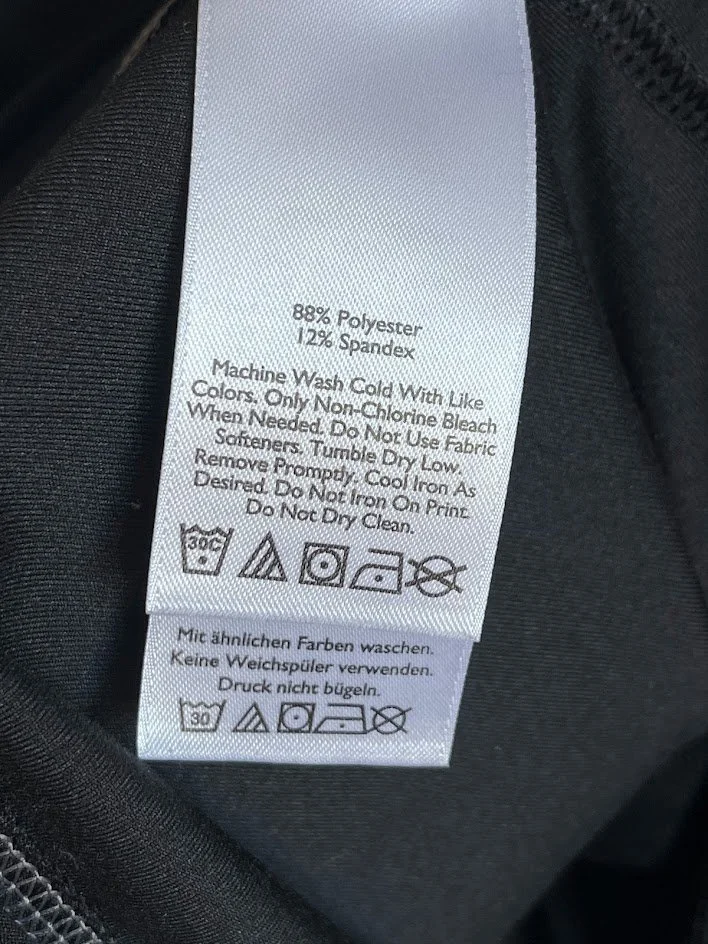 88% Polyester
12% Spandex
Machine Wash Cold With Like
Colors. Only Non-Chlorine Bleach
When Needed. Do Not Use Fabric
Softeners. Tumble Dry Low.
Remove Promptly. Cool Iron As
Desired. Do Not Iron On Print.
Do Not Dry Clean.
30C
Mit ähnlichen Farben waschen.
Keine Weichspüler verwenden.
Druck nicht bügeln.
30